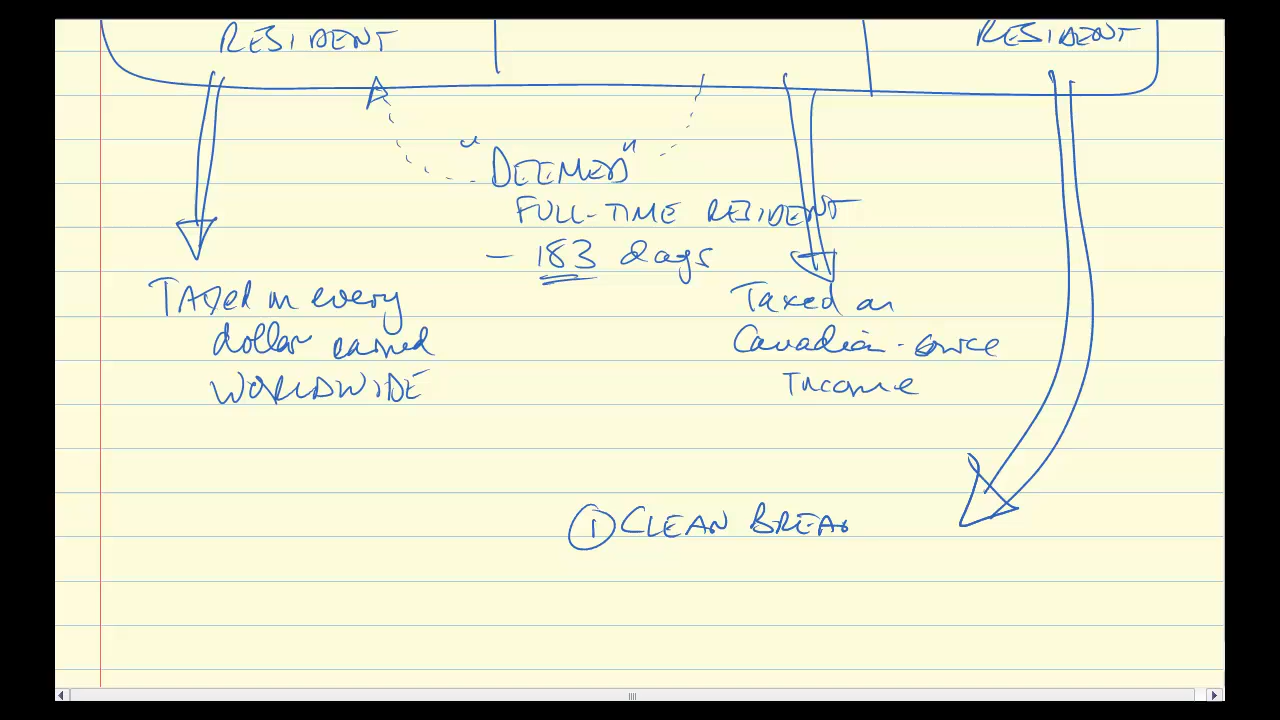 RESIDENT
RESIDENT
"DEEMED"
FULL-TIME RESIDENT
- 183 days
Taxed on every
dollar earned
WORLDWIDE
Taxed on
Canadian-source
Income
① CLEAN BREA